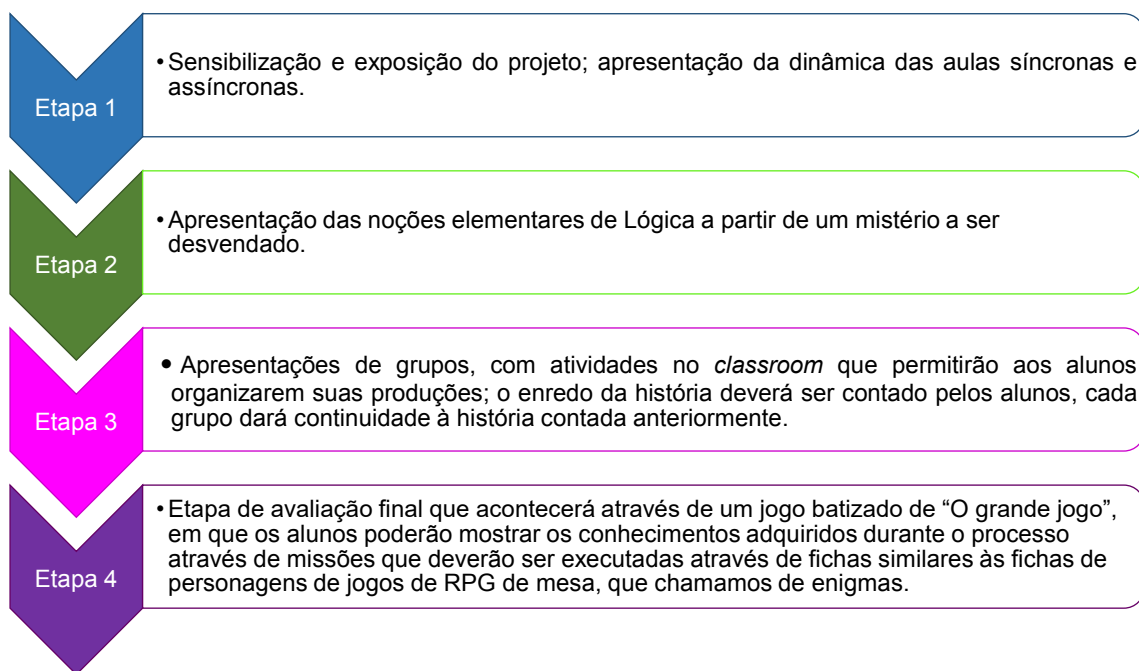 Etapa 1
•Sensibilização e exposição do projeto; apresentação da dinâmica das aulas síncronas e
assíncronas.
Etapa 2
•Apresentação das noções elementares de Lógica a partir de um mistério a ser
desvendado.
Etapa 3
• Apresentações de grupos, com atividades no classroom que permitirão aos alunos
organizarem suas produções; o enredo da história deverá ser contado pelos alunos, cada
grupo dará continuidade à história contada anteriormente.
Etapa 4
•Etapa de avaliação final que acontecerá através de um jogo batizado de “O grande jogo”,
em que os alunos poderão mostrar os conhecimentos adquiridos durante o processo
através de missões que deverão ser executadas através de fichas similares às fichas de
personagens de jogos de RPG de mesa, que chamamos de enigmas.